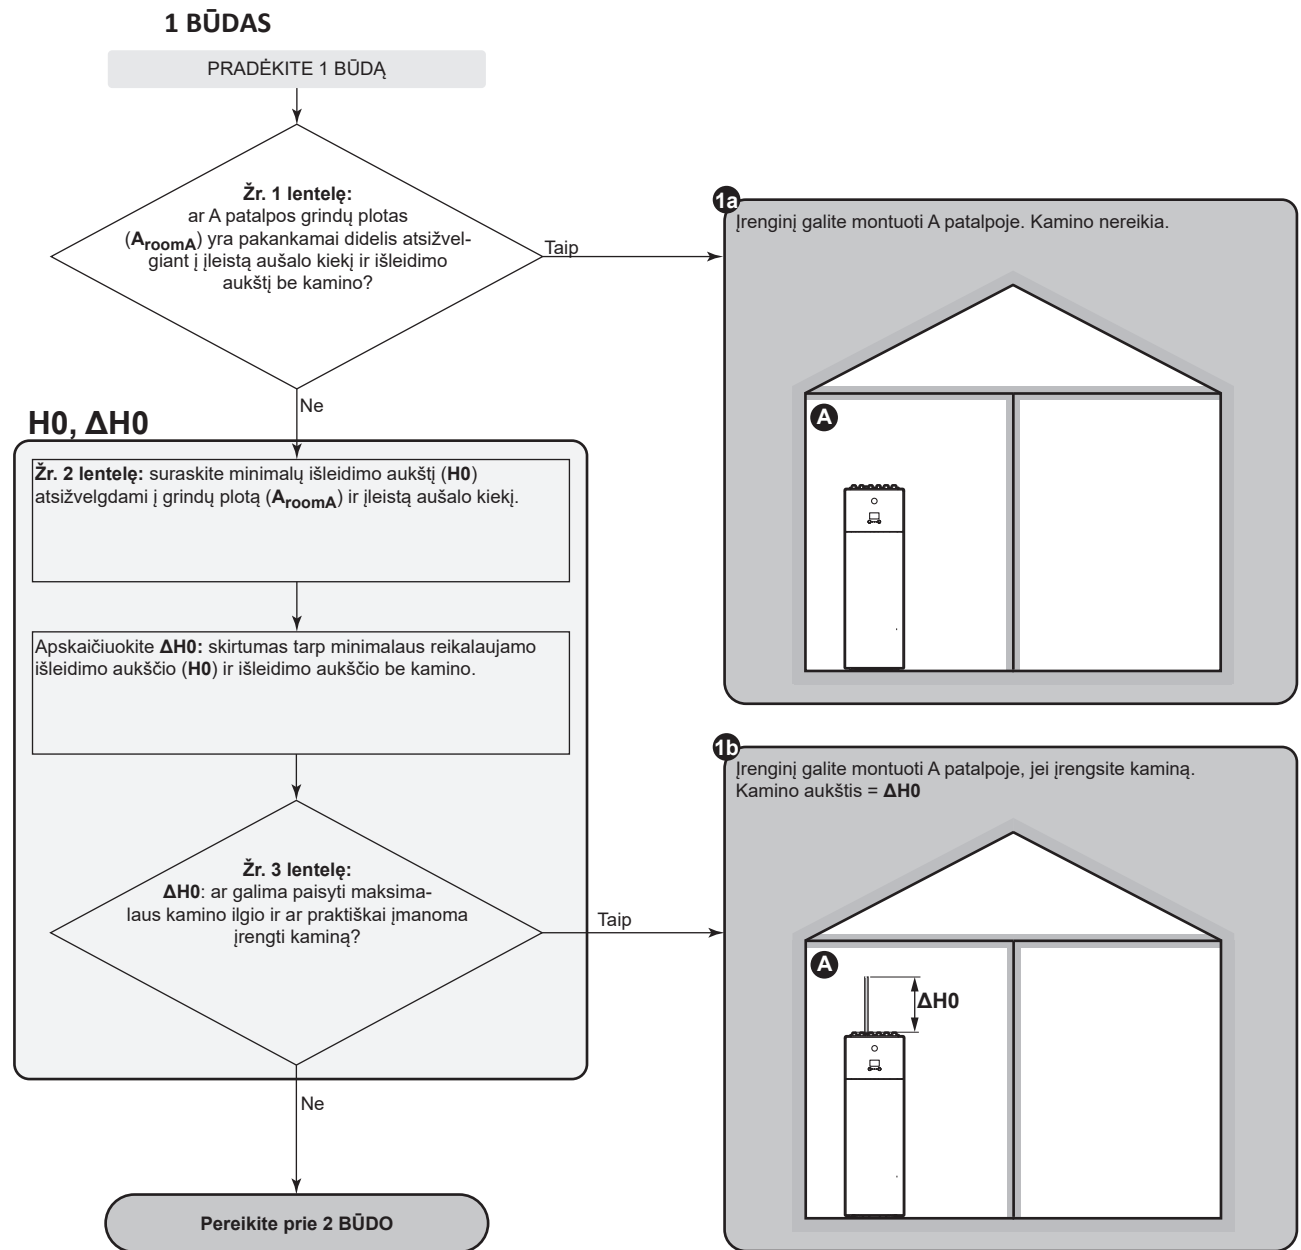 1 BŪDAS
PRADĖKITE 1 BŪDĄ
Žr. 1 lentelę:
ar A patalpos grindų plotas
(AroomA) yra pakankamai didelis atsižvel-
giant į įleistą aušalo kiekį ir išleidimo
aukštį be kamino?
Taip
Ne
1a
Įrenginį galite montuoti A patalpoje. Kamino nereikia.
A
H0, ΔH0
Žr. 2 lentelę: suraskite minimalų išleidimo aukštį (H0)
atsižvelgdami į grindų plotą (AroomA) ir įleistą aušalo kiekį.
Apskaičiuokite ΔH0: skirtumas tarp minimalaus reikalaujamo
išleidimo aukščio (H0) ir išleidimo aukščio be kamino.
Žr. 3 lentelę:
ΔH0: ar galima paisyti maksima-
laus kamino ilgio ir ar praktiškai įmanoma
įrengti kaminą?
Taip
Ne
1b
Įrenginį galite montuoti A patalpoje, jei įrengsite kaminą.
Kamino aukštis = ΔH0
A
ΔH0
Pereikite prie 2 BŪDO